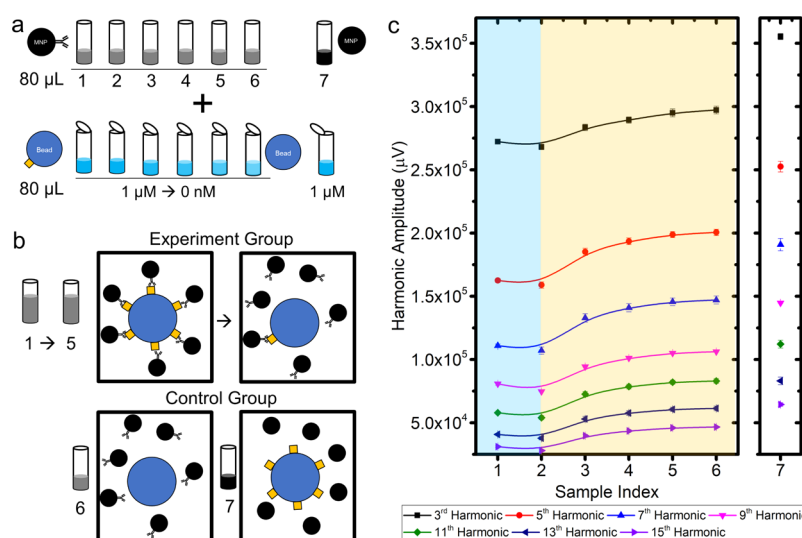 a
MNP
MNP
80 µL 1 2 3 4 5 6 7
+
Bead
Bead
80 µL 1 µM → 0 nM 1 µM
b
Experiment Group
1 → 5
Control Group
6 7
c
Harmonic Amplitude (µV)
3.5x10⁵
3.0x10⁵
2.5x10⁵
2.0x10⁵
1.5x10⁵
1.0x10⁵
5.0x10⁴
1 2 3 4 5 6 7
Sample Index
3rd Harmonic 5th Harmonic 7th Harmonic 9th Harmonic
11th Harmonic 13th Harmonic 15th Harmonic